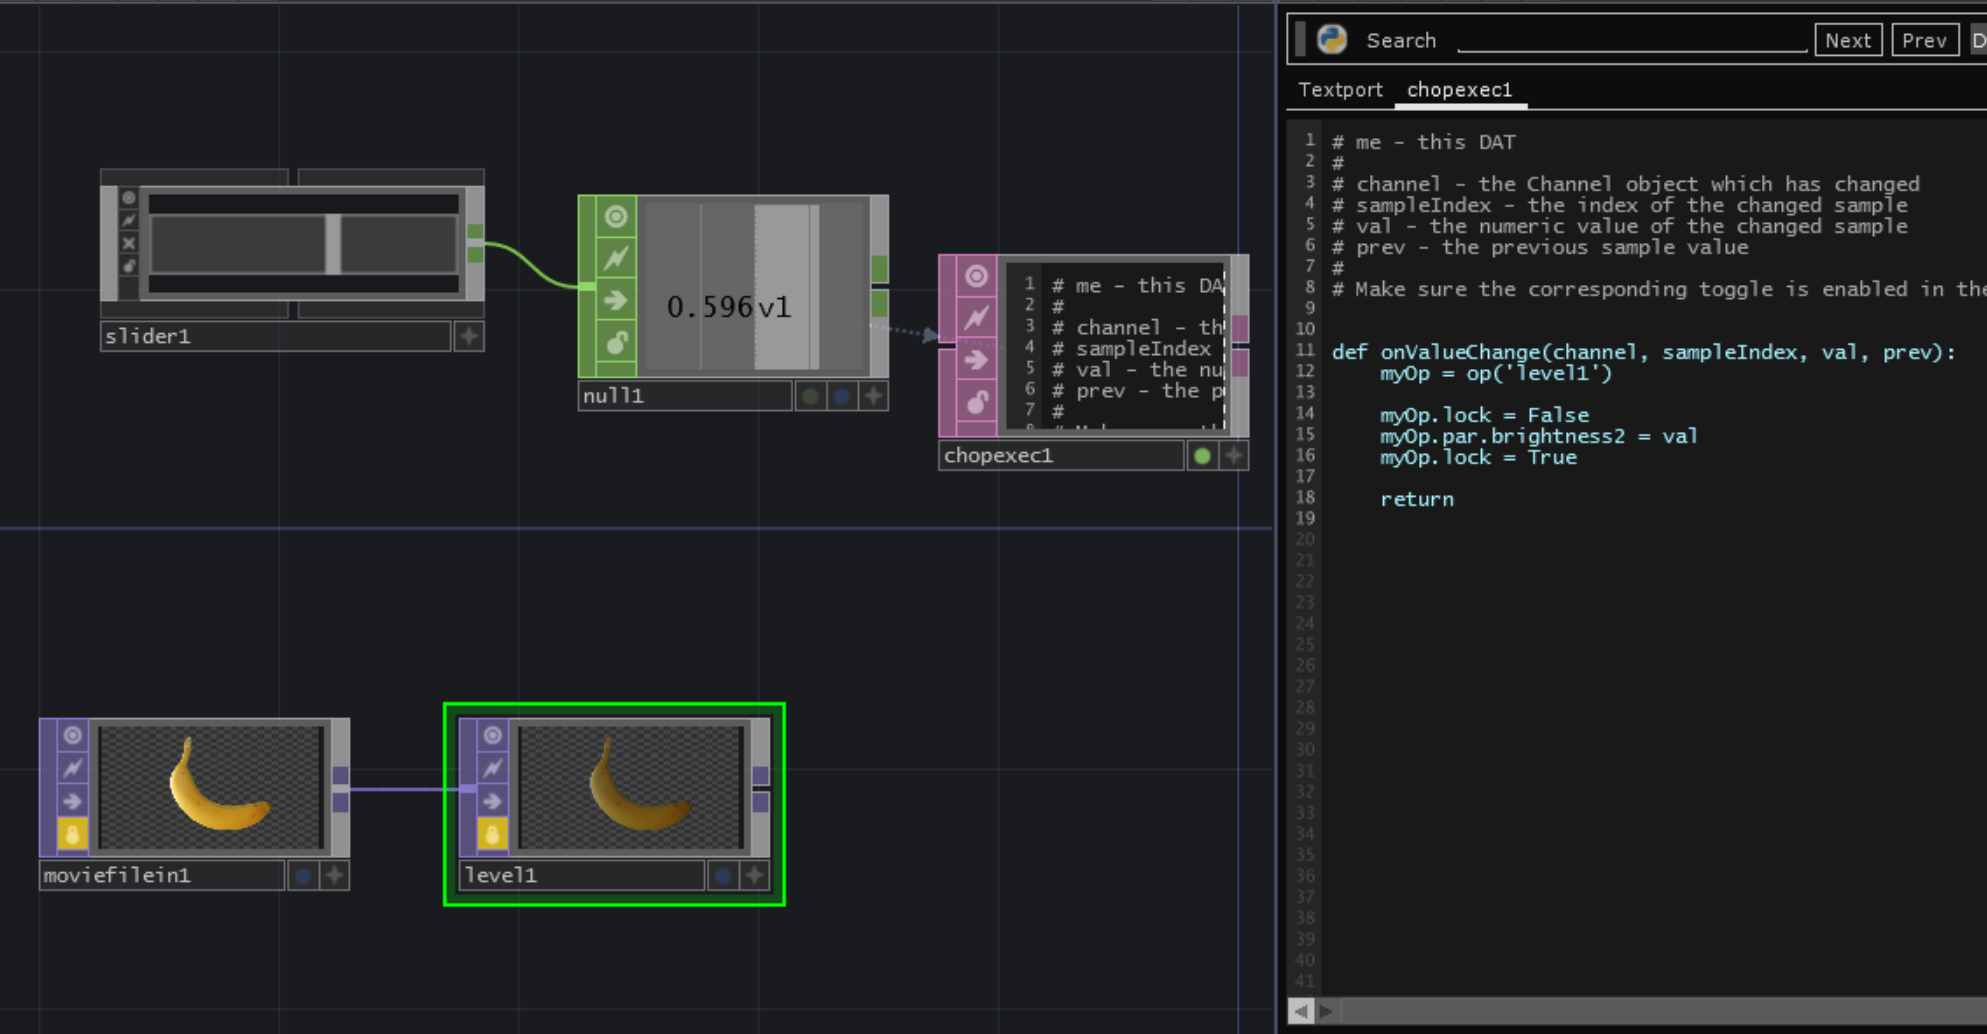 Search Next Prev D
Textport chopexec1
slider1
0.596 v1
null1
1 # me - this DA
2 #
3 # channel - th
4 # sampleIndex
5 # val - the nu
6 # prev - the p
7 #
chopexec1
moviefilein1
level1
1 # me - this DAT
2 #
3 # channel - the Channel object which has changed
4 # sampleIndex - the index of the changed sample
5 # val - the numeric value of the changed sample
6 # prev - the previous sample value
7 #
8 # Make sure the corresponding toggle is enabled in the
9
10
11 def onValueChange(channel, sampleIndex, val, prev):
12 myOp = op('level1')
13
14 myOp.lock = False
15 myOp.par.brightness2 = val
16 myOp.lock = True
17
18 return
19
20
21
22
23
24
25
26
27
28
29
30
31
32
33
34
35
36
37
38
39
40
41